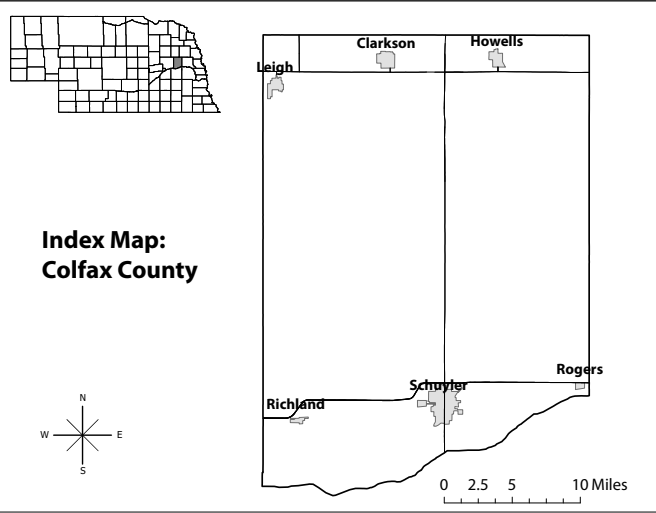 Clarkson
Howells
Leigh
Index Map:
Colfax County
Rogers
Schuyler
Richland
N
W E
S
0 2.5 5 10 Miles